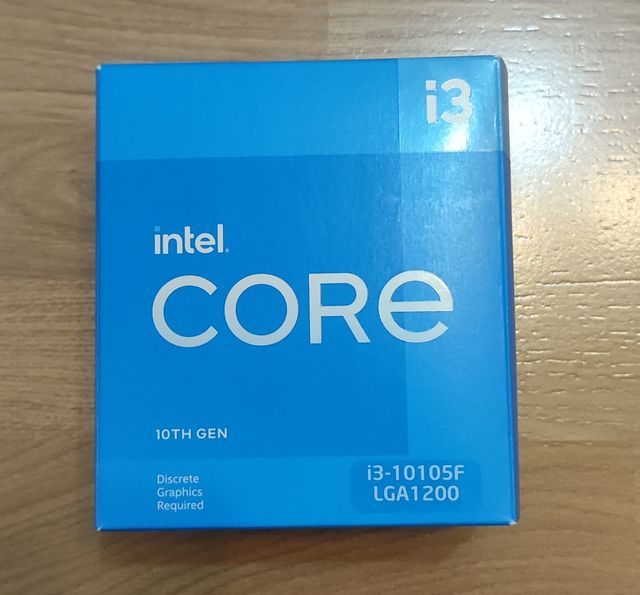 i3
intel.
CORe
10TH GEN
Discrete
Graphics
Required
i3-10105F
LGA1200